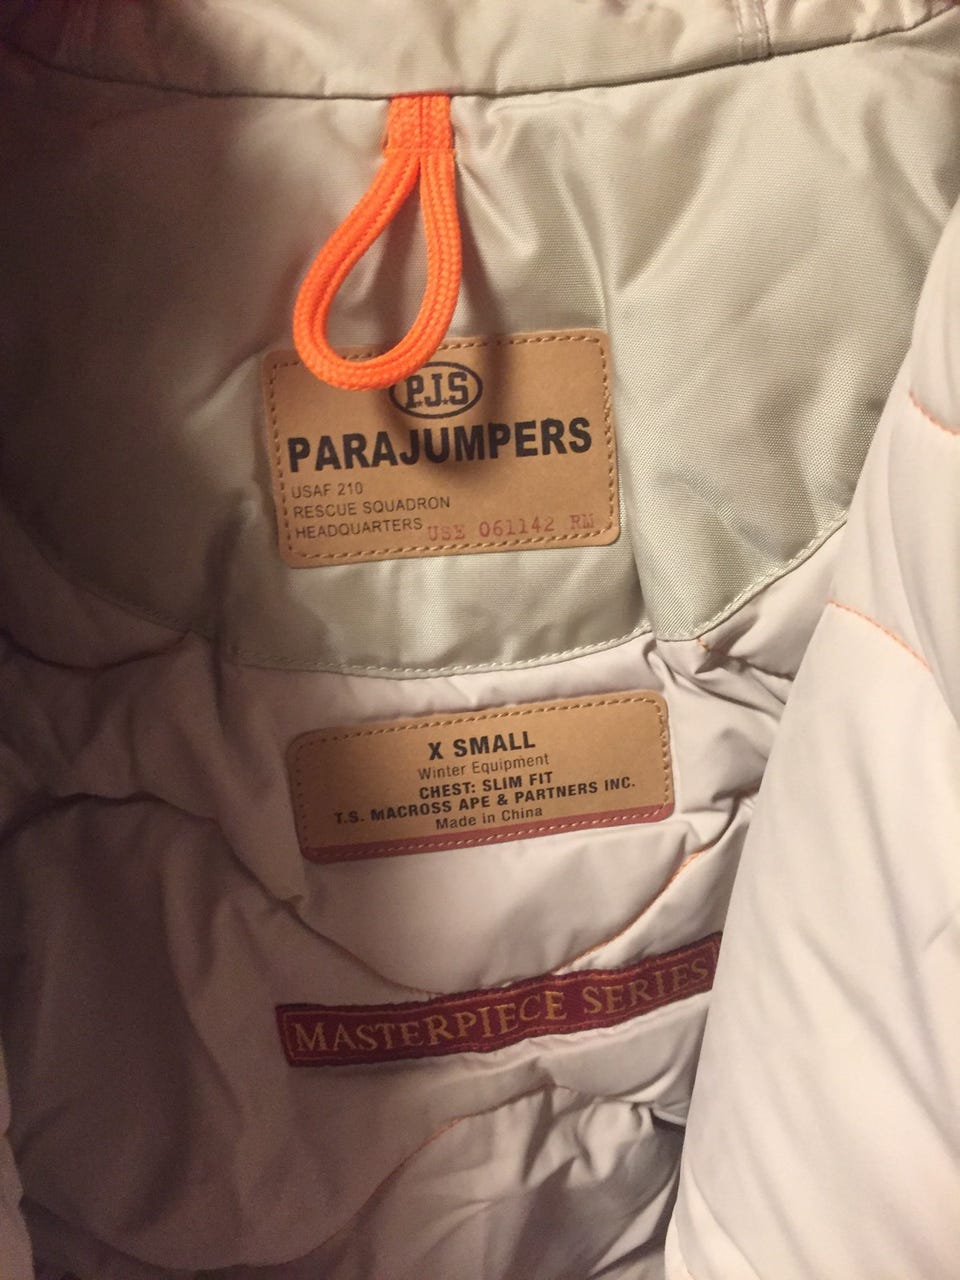 P.J.S
PARAJUMPERS
USAF 210
RESCUE SQUADRON
HEADQUARTERS USE 061142 RM
X SMALL
Winter Equipment
CHEST: SLIM FIT
T.S. MACROSS APE & PARTNERS INC.
Made in China
MASTERPIECE SERIES